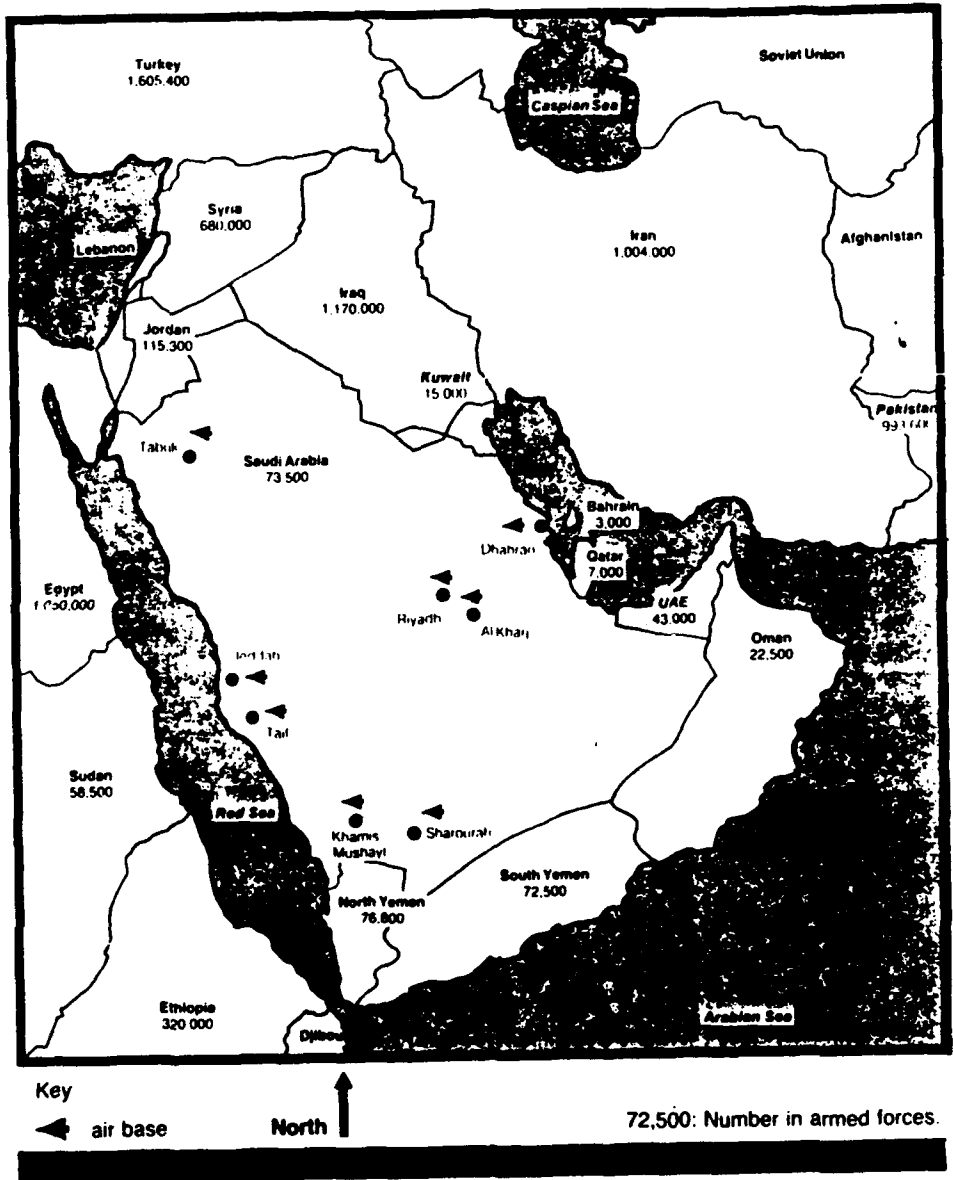 Turkey
1,605,400
Caspian Sea
Soviet Union
Syria
680,000
Lebanon
Iran
1,004,000
Afghanistan
Iraq
1,170,000
Jordan
115,300
Kuwait
15,000
Pakistan
Tabuk
Saudi Arabia
73,500
Bahrain
3,000
Dhahran
Qatar
7,000
Egypt
UAE
43,000
Riyadh
Al Kharj
Oman
22,500
Jeddah
Taif
Sudan
58,500
Red Sea
Khamis
Mushayt
Sharourah
South Yemen
72,500
North Yemen
76,800
Ethiopia
320,000
Arabian Sea
Key
air base
North
72,500: Number in armed forces.